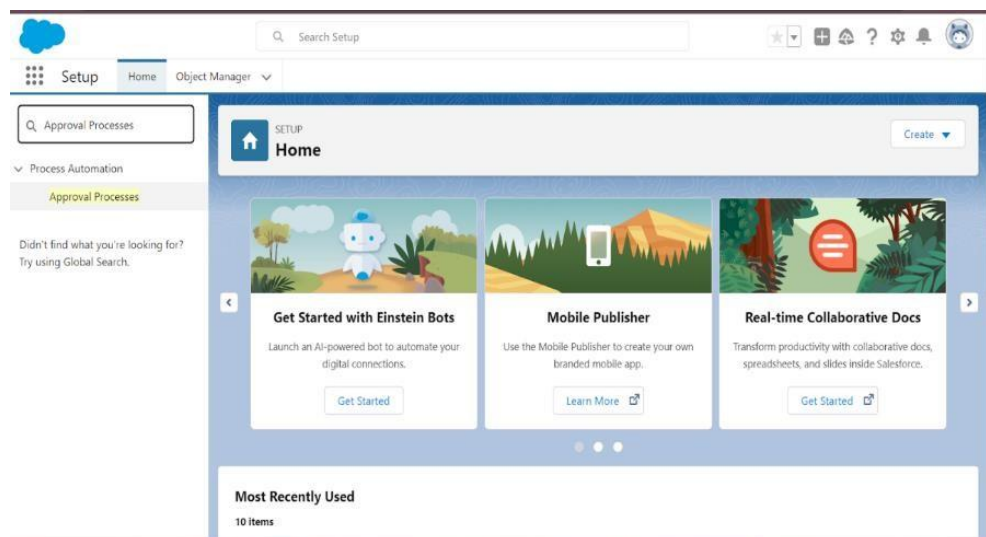 Search Setup
Setup
Home
Object Manager
Approval Processes
Process Automation
Approval Processes
Didn't find what you're looking for?
Try using Global Search.
SETUP
Home
Create
Get Started with Einstein Bots
Launch an AI-powered bot to automate your
digital connections.
Get Started
Mobile Publisher
Use the Mobile Publisher to create your own
branded mobile app.
Learn More
Real-time Collaborative Docs
Transform productivity with collaborative docs,
spreadsheets, and slides inside Salesforce.
Get Started
Most Recently Used
10 items